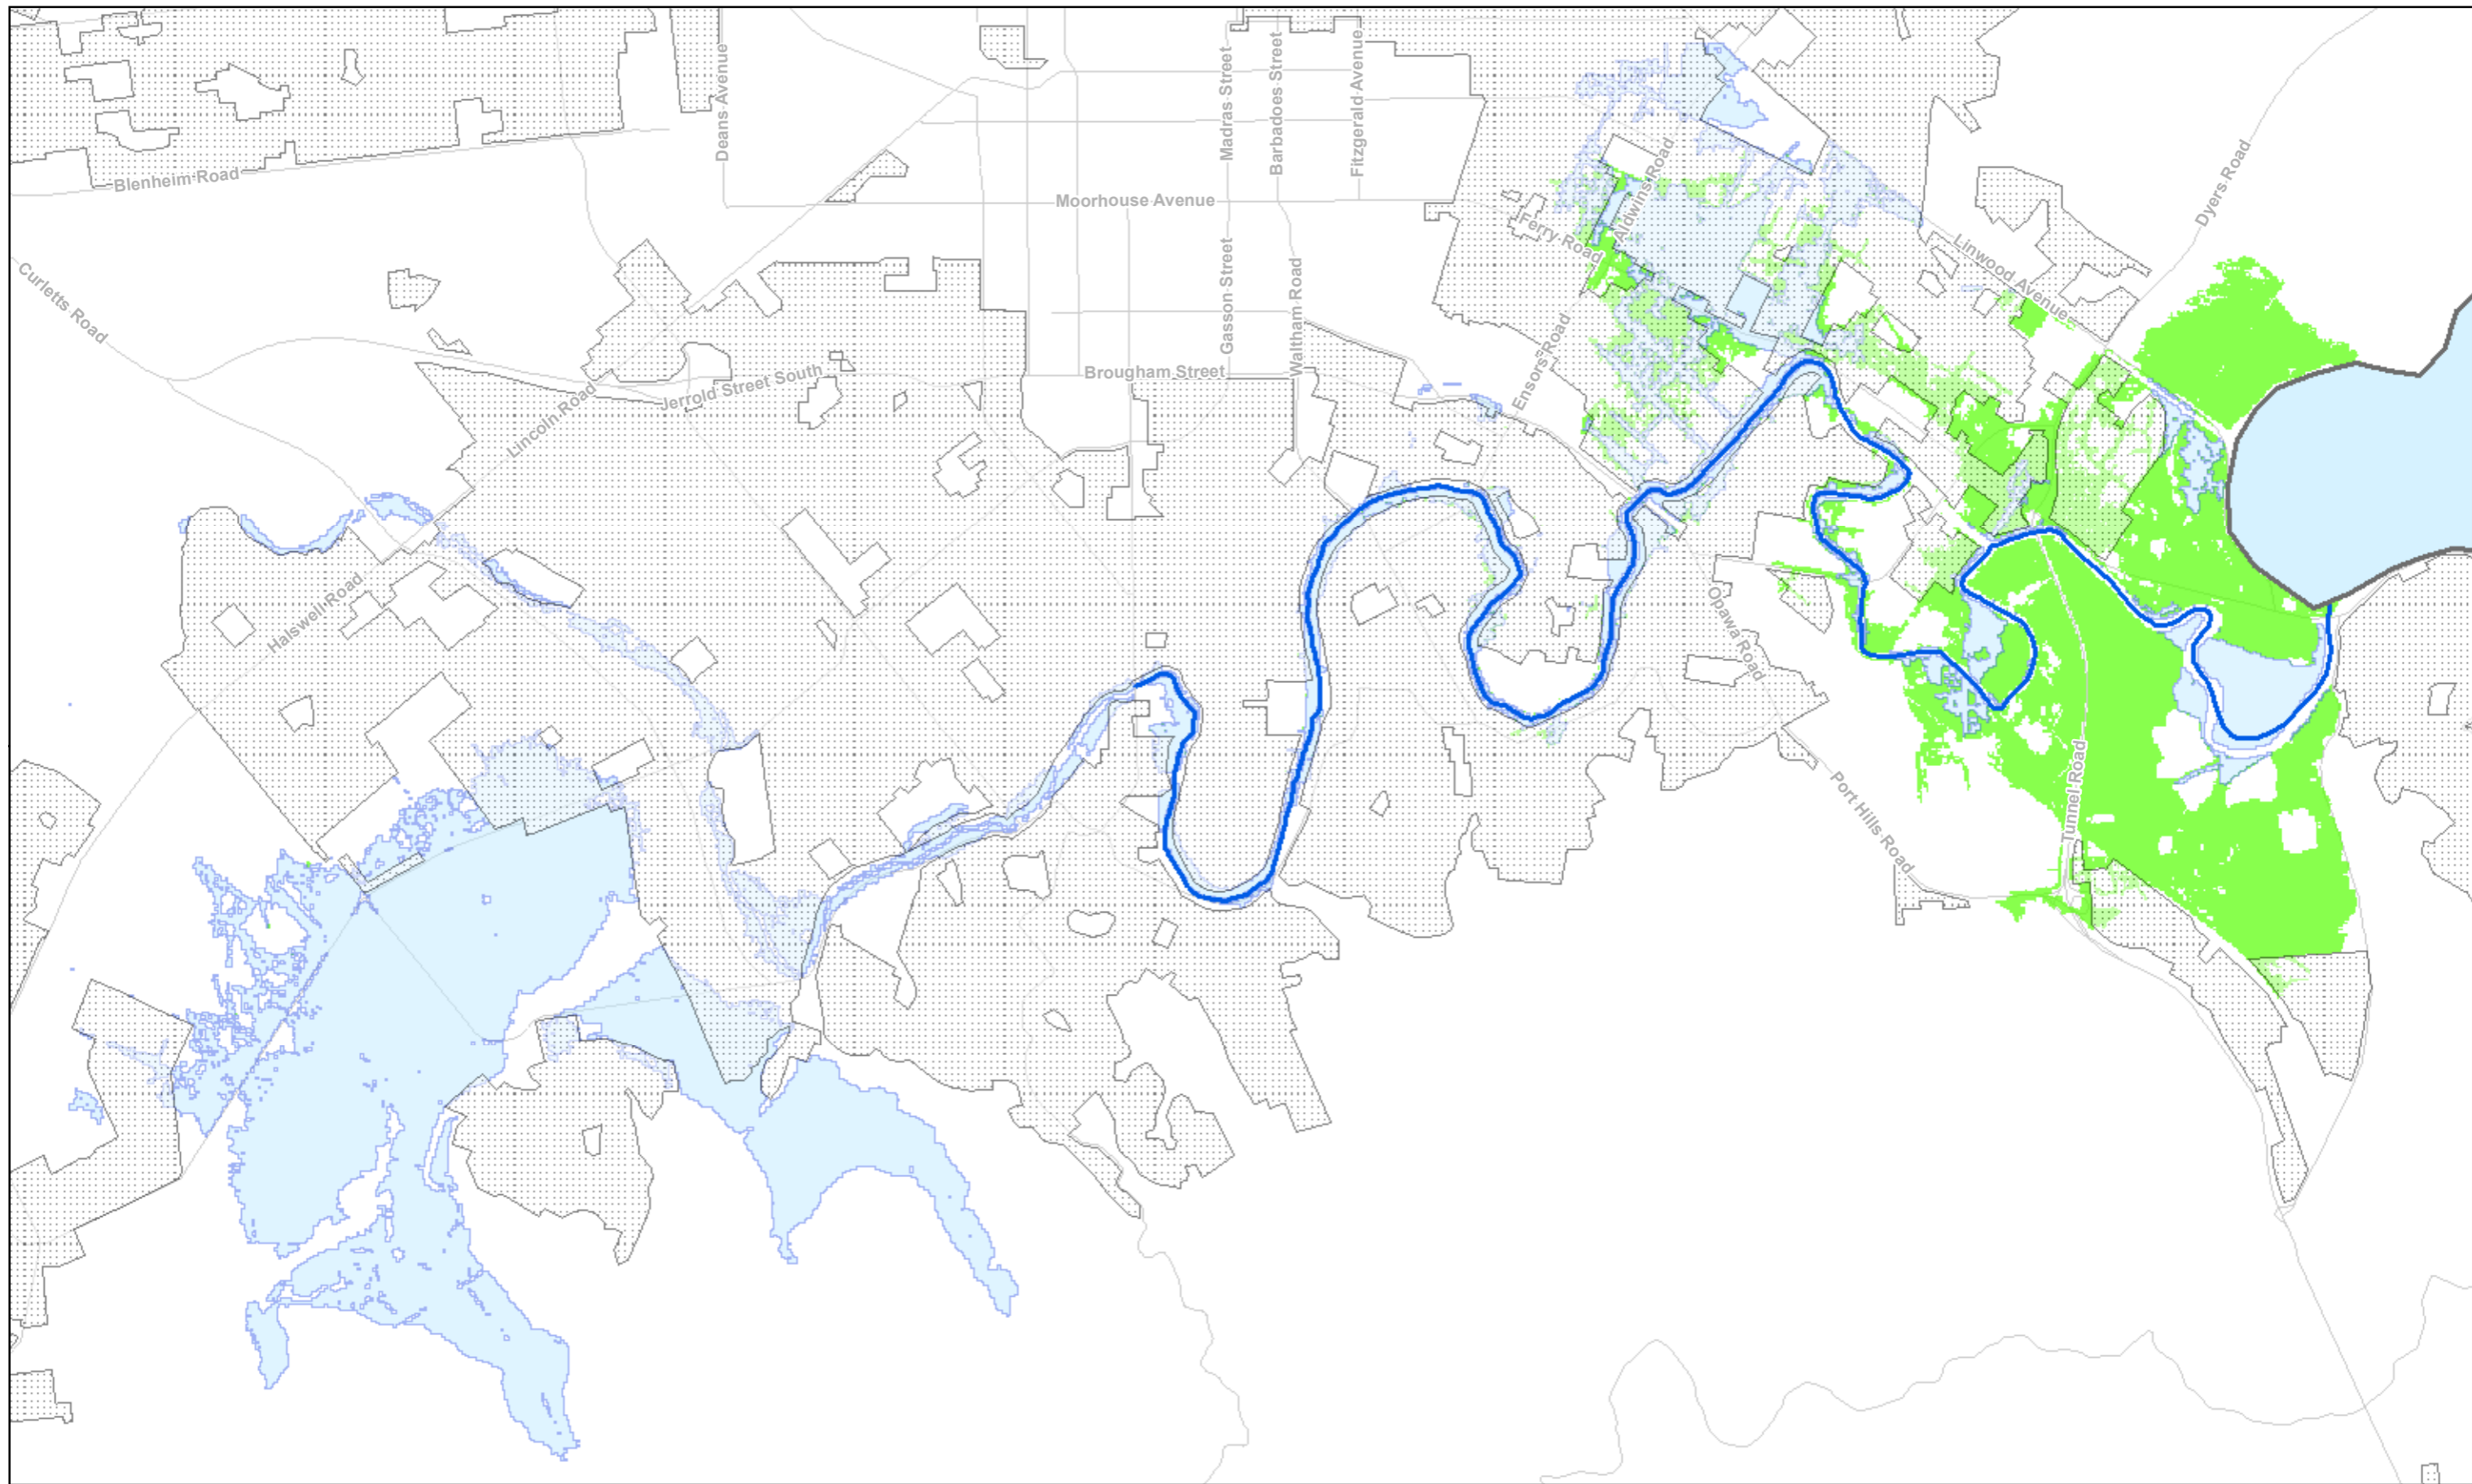 Deans Avenue
Madras Street
Barbadoes Street
Fitzgerald Avenue
Blenheim Road
Moorhouse Avenue
Aldwins Road
Ferry Road
Dyers Road
Linwood Avenue
Curletts Road
Gasson Street
Waltham Road
Ensors Road
Brougham Street
Jerrold Street South
Lincoln Road
Halswell Road
Opawa Road
Port Hills Road
Tunnel Road